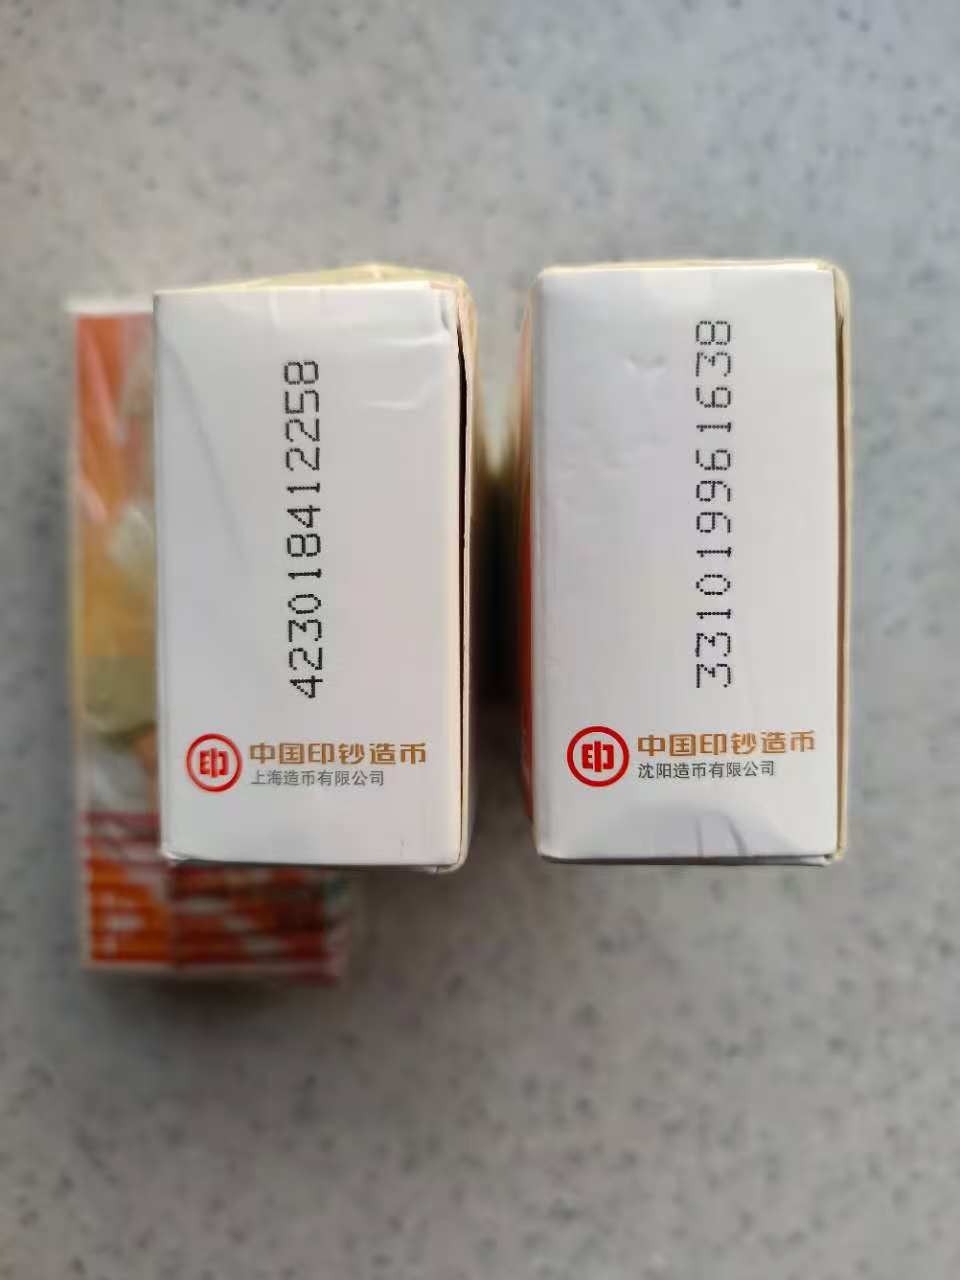 423018412258
中国印钞造币
上海造币有限公司
3310199961638
中国印钞造币
沈阳造币有限公司